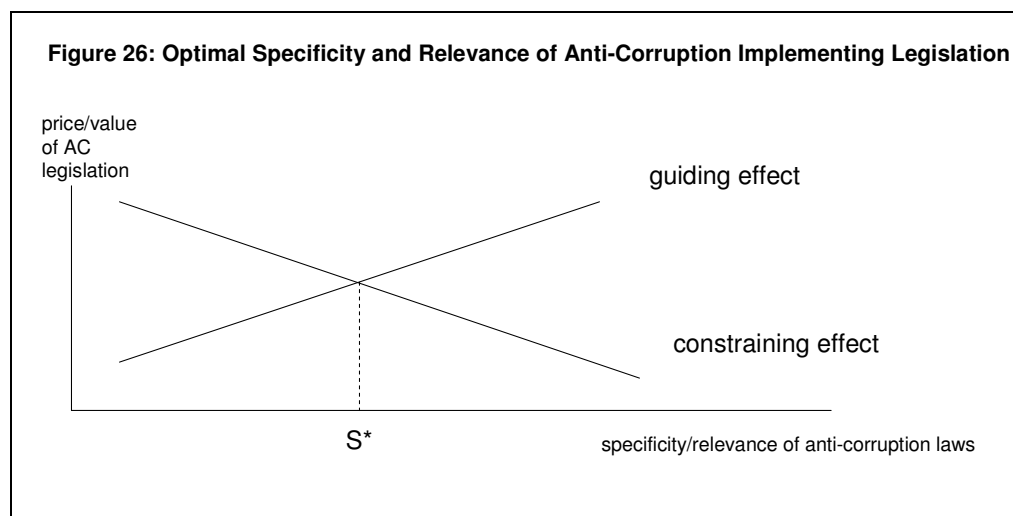 Figure 26: Optimal Specificity and Relevance of Anti-Corruption Implementing Legislation
price/value
of AC
legislation
guiding effect
constraining effect
S*
specificity/relevance of anti-corruption laws